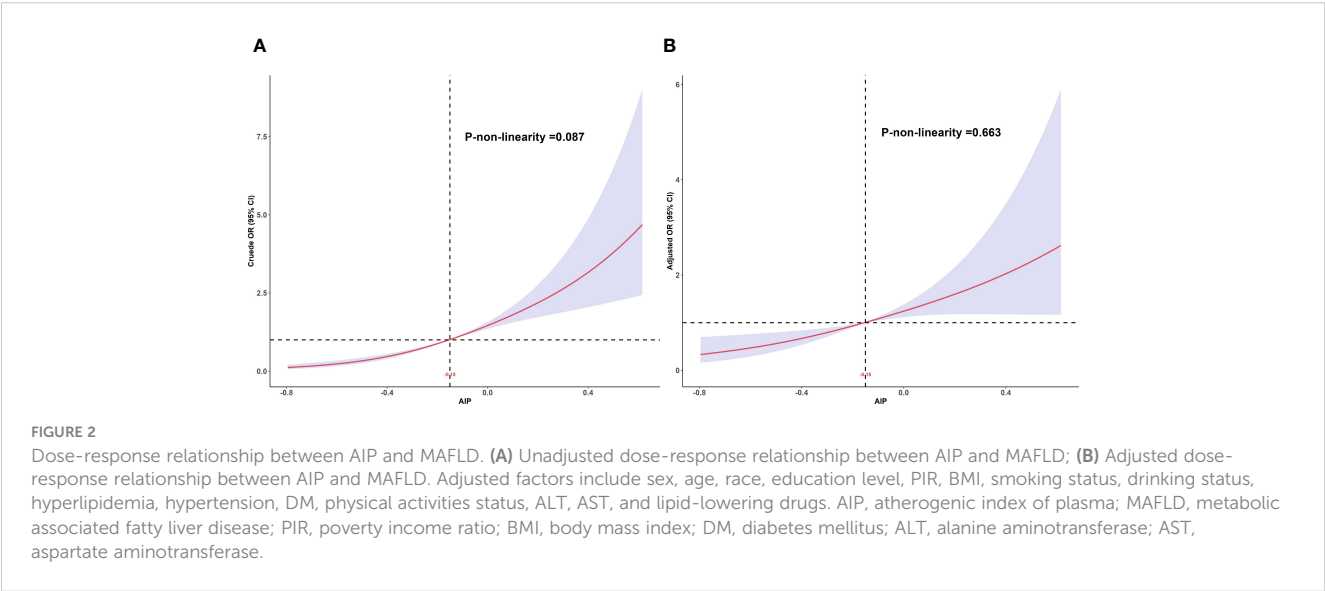 A
B
7.5
5.0
2.5
0.0
Cruede OR (95% CI)
P-non-linearity =0.087
-0.15
-0.8
-0.4
0.0
0.4
AIP
6
4
2
0
Adjusted OR (95% CI)
P-non-linearity =0.663
-0.15
-0.8
-0.4
0.0
0.4
AIP
FIGURE 2
Dose-response relationship between AIP and MAFLD. (A) Unadjusted dose-response relationship between AIP and MAFLD; (B) Adjusted dose-
response relationship between AIP and MAFLD. Adjusted factors include sex, age, race, education level, PIR, BMI, smoking status, drinking status,
hyperlipidemia, hypertension, DM, physical activities status, ALT, AST, and lipid-lowering drugs. AIP, atherogenic index of plasma; MAFLD, metabolic
associated fatty liver disease; PIR, poverty income ratio; BMI, body mass index; DM, diabetes mellitus; ALT, alanine aminotransferase; AST,
aspartate aminotransferase.